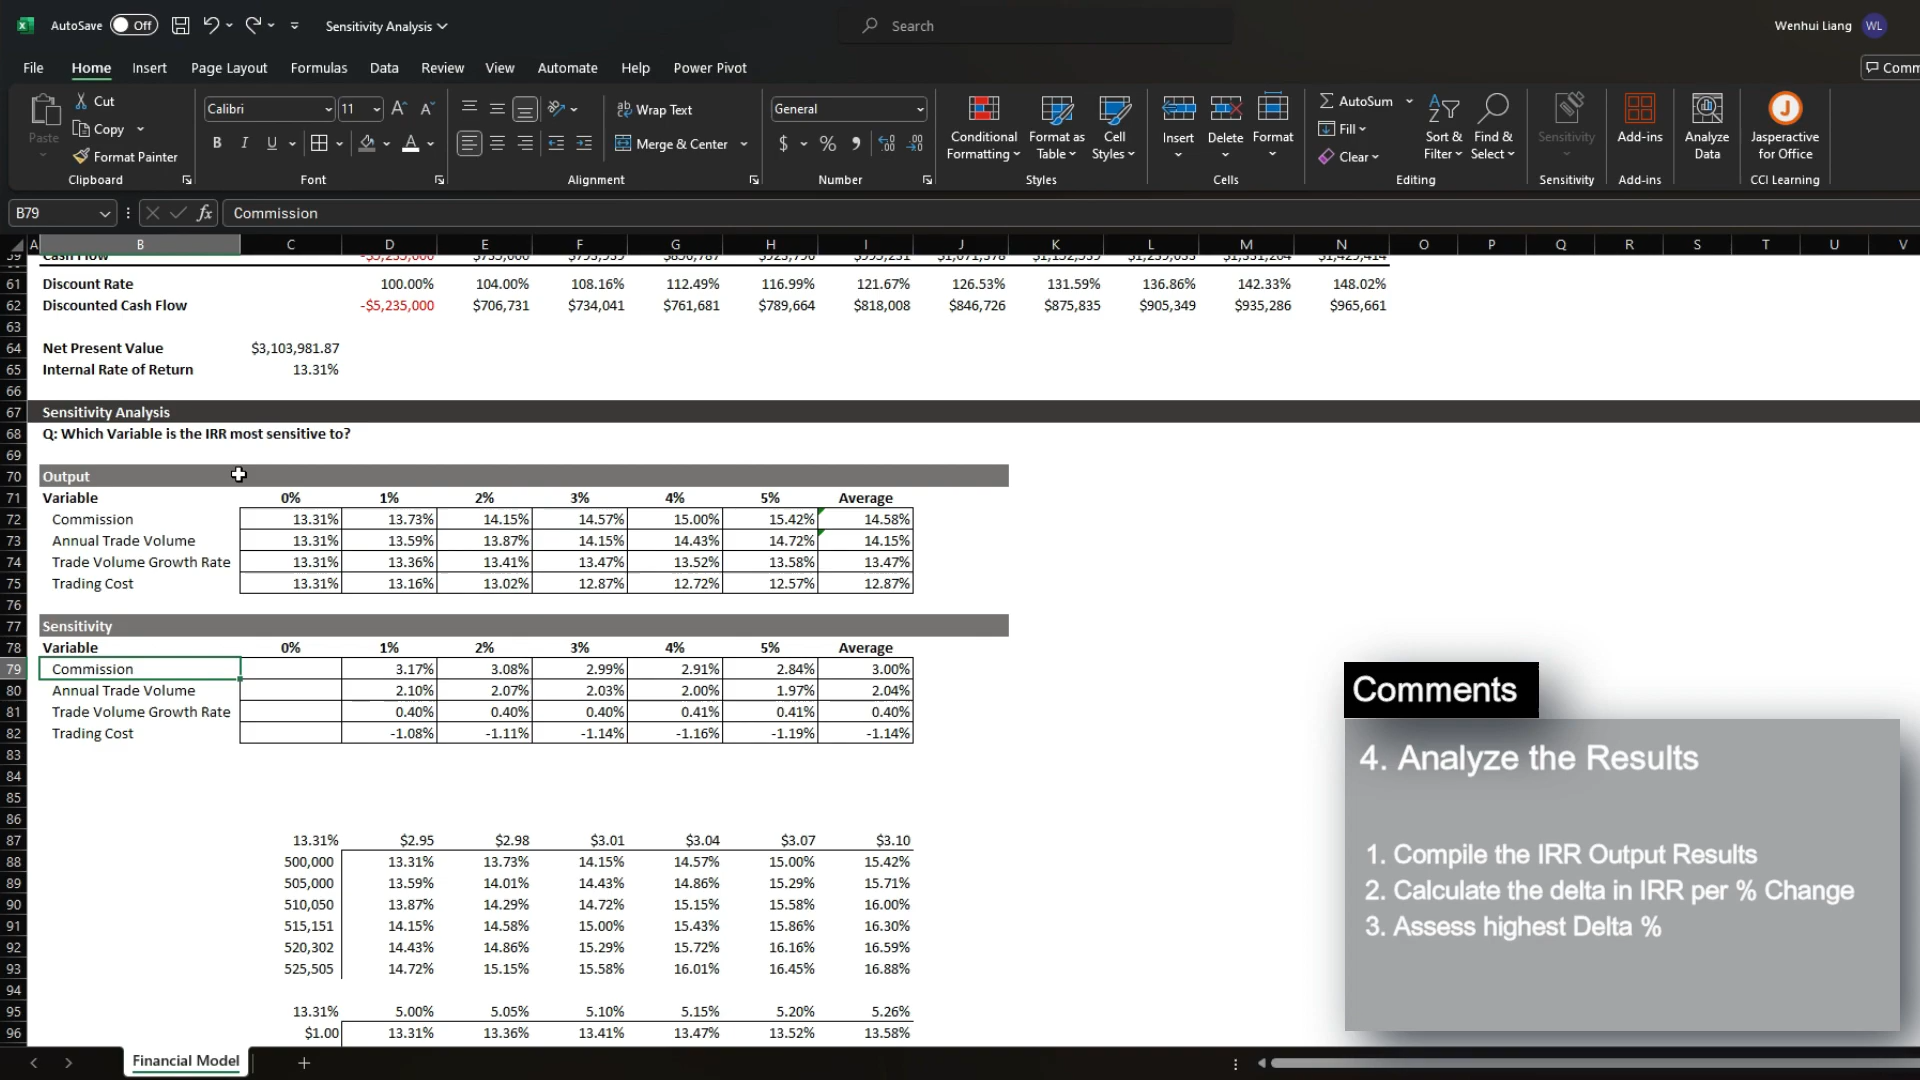 AutoSave Off Sensitivity Analysis Search Wenhui Liang WL
File Home Insert Page Layout Formulas Data Review View Automate Help Power Pivot Comm
Paste Cut Copy Format Painter Clipboard
Calibri 11 B I U A Font
Wrap Text Merge & Center Alignment
General $ % , Number
Conditional Formatting Format as Table Cell Styles Styles
Insert Delete Format Cells
AutoSum Fill Clear Sort & Filter Find & Select Editing
Sensitivity Sensitivity
Add-ins Add-ins
Analyze Data
Jasperactive for Office CCI Learning
B79 fx Commission
A B C D E F G H I J K L M N O P Q R S T U V
61 Discount Rate 100.00% 104.00% 108.16% 112.49% 116.99% 121.67% 126.53% 131.59% 136.86% 142.33% 148.02%
62 Discounted Cash Flow -$5,235,000 $706,731 $734,041 $761,681 $789,664 $818,008 $846,726 $875,835 $905,349 $935,286 $965,661
63
64 Net Present Value $3,103,981.87
65 Internal Rate of Return 13.31%
66
67 Sensitivity Analysis
68 Q: Which Variable is the IRR most sensitive to?
69
70 Output
71 Variable 0% 1% 2% 3% 4% 5% Average
72 Commission 13.31% 13.73% 14.15% 14.57% 15.00% 15.42% 14.58%
73 Annual Trade Volume 13.31% 13.59% 13.87% 14.15% 14.43% 14.72% 14.15%
74 Trade Volume Growth Rate 13.31% 13.36% 13.41% 13.47% 13.52% 13.58% 13.47%
75 Trading Cost 13.31% 13.16% 13.02% 12.87% 12.72% 12.57% 12.87%
76
77 Sensitivity
78 Variable 0% 1% 2% 3% 4% 5% Average
79 Commission 3.17% 3.08% 2.99% 2.91% 2.84% 3.00%
80 Annual Trade Volume 2.10% 2.07% 2.03% 2.00% 1.97% 2.04%
81 Trade Volume Growth Rate 0.40% 0.40% 0.40% 0.41% 0.41% 0.40%
82 Trading Cost -1.08% -1.11% -1.14% -1.16% -1.19% -1.14%
83
84
85
86
87 13.31% $2.95 $2.98 $3.01 $3.04 $3.07 $3.10
88 500,000 13.31% 13.73% 14.15% 14.57% 15.00% 15.42%
89 505,000 13.59% 14.01% 14.43% 14.86% 15.29% 15.71%
90 510,050 13.87% 14.29% 14.72% 15.15% 15.58% 16.00%
91 515,151 14.15% 14.58% 15.00% 15.43% 15.86% 16.30%
92 520,302 14.43% 14.86% 15.29% 15.72% 16.16% 16.59%
93 525,505 14.72% 15.15% 15.58% 16.01% 16.45% 16.88%
94
95 13.31% 5.00% 5.05% 5.10% 5.15% 5.20% 5.26%
96 $1.00 13.31% 13.36% 13.41% 13.47% 13.52% 13.58%
Comments
4. Analyze the Results
1. Compile the IRR Output Results
2. Calculate the delta in IRR per % Change
3. Assess highest Delta %
Financial Model